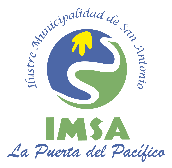 Ilustre Municipalidad de San Antonio
IMSA
La Puerta del Pacífico